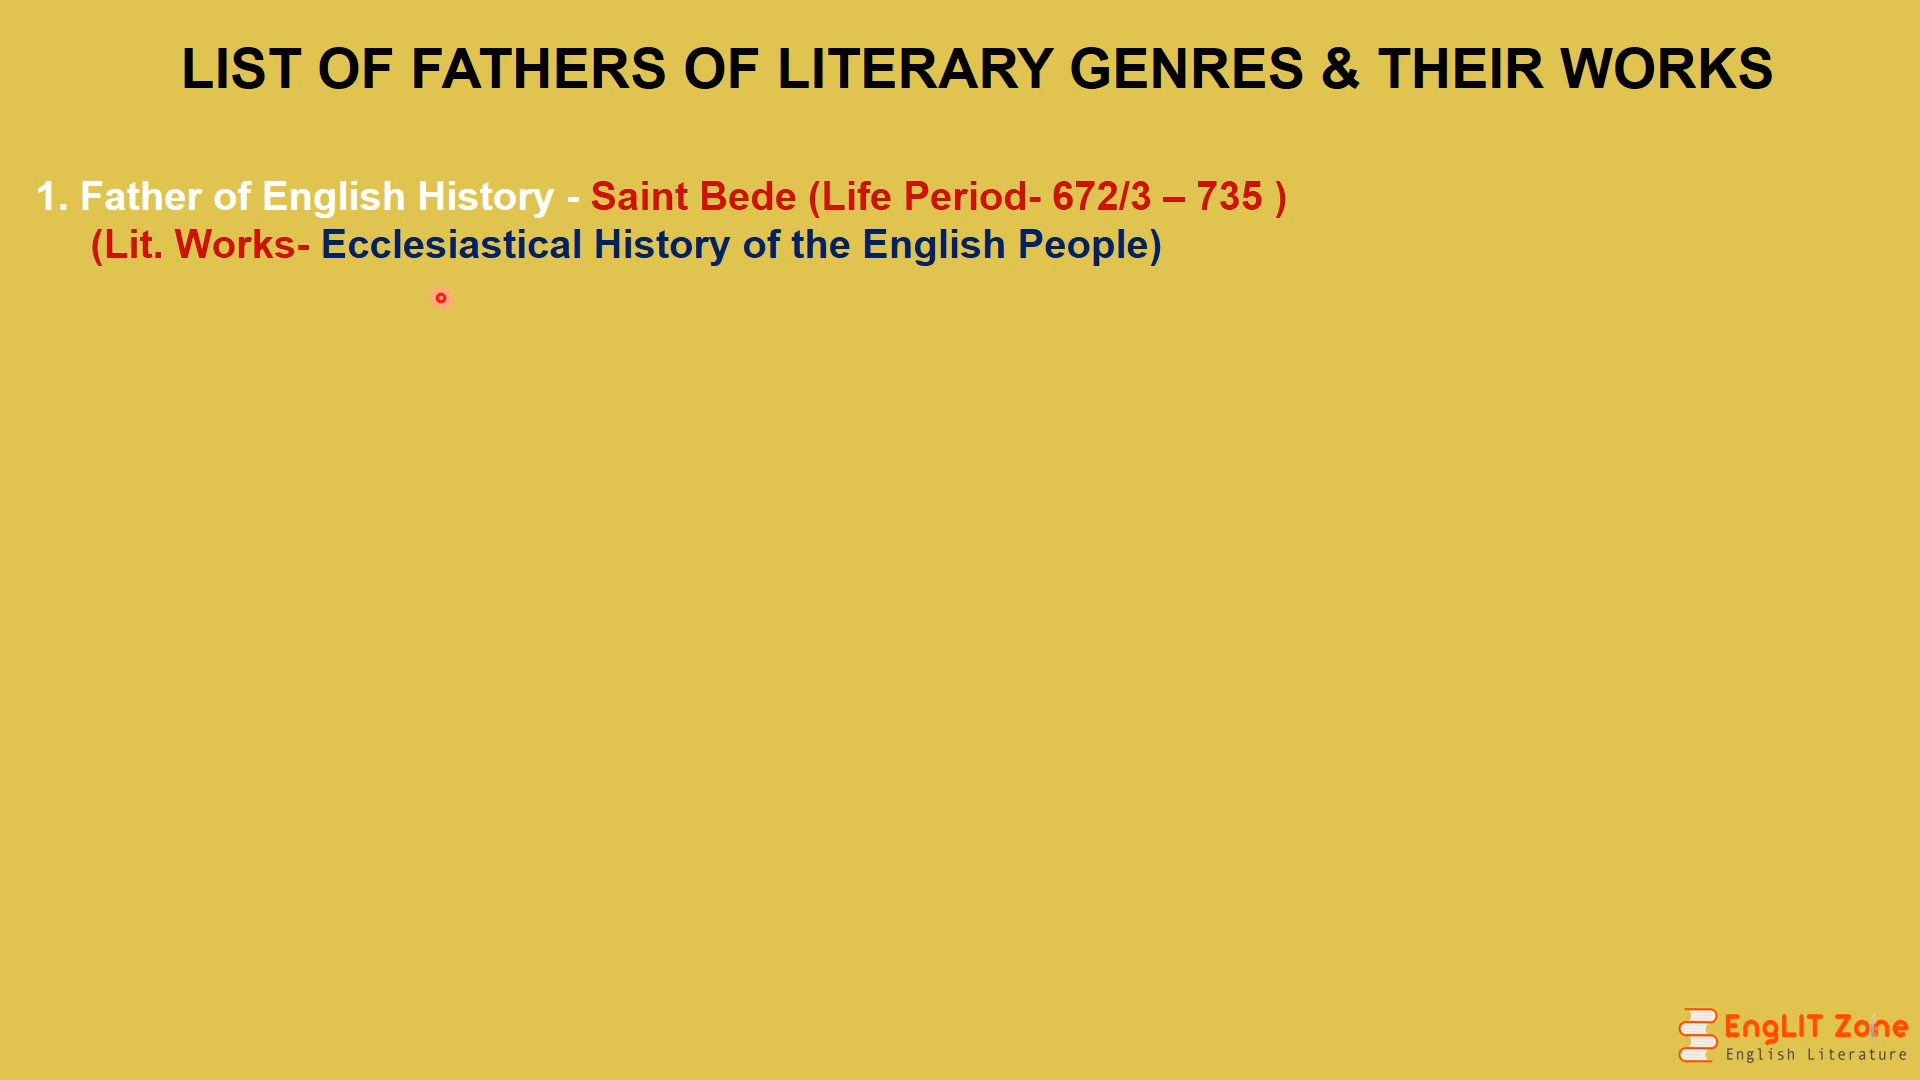 LIST OF FATHERS OF LITERARY GENRES & THEIR WORKS
1. Father of English History - Saint Bede (Life Period- 672/3 – 735 )
(Lit. Works- Ecclesiastical History of the English People)
EngLIT Zone
English Literature